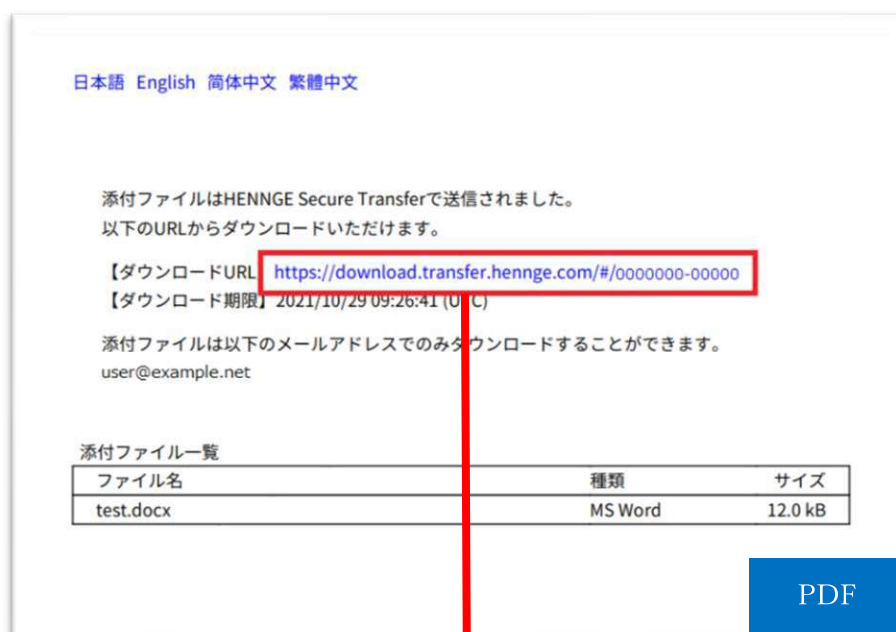 日本語 English 简体中文 繁體中文
添付ファイルはHENNGE Secure Transferで送信されました。
以下のURLからダウンロードいただけます。
【ダウンロードURL https://download.transfer.hennge.com/#/0000000-00000
【ダウンロード期限】2021/10/29 09:26:41 (UTC)
添付ファイルは以下のメールアドレスでのみダウンロードすることができます。
user@example.net
添付ファイル一覧
ファイル名 種類 サイズ
test.docx MS Word 12.0 kB
PDF